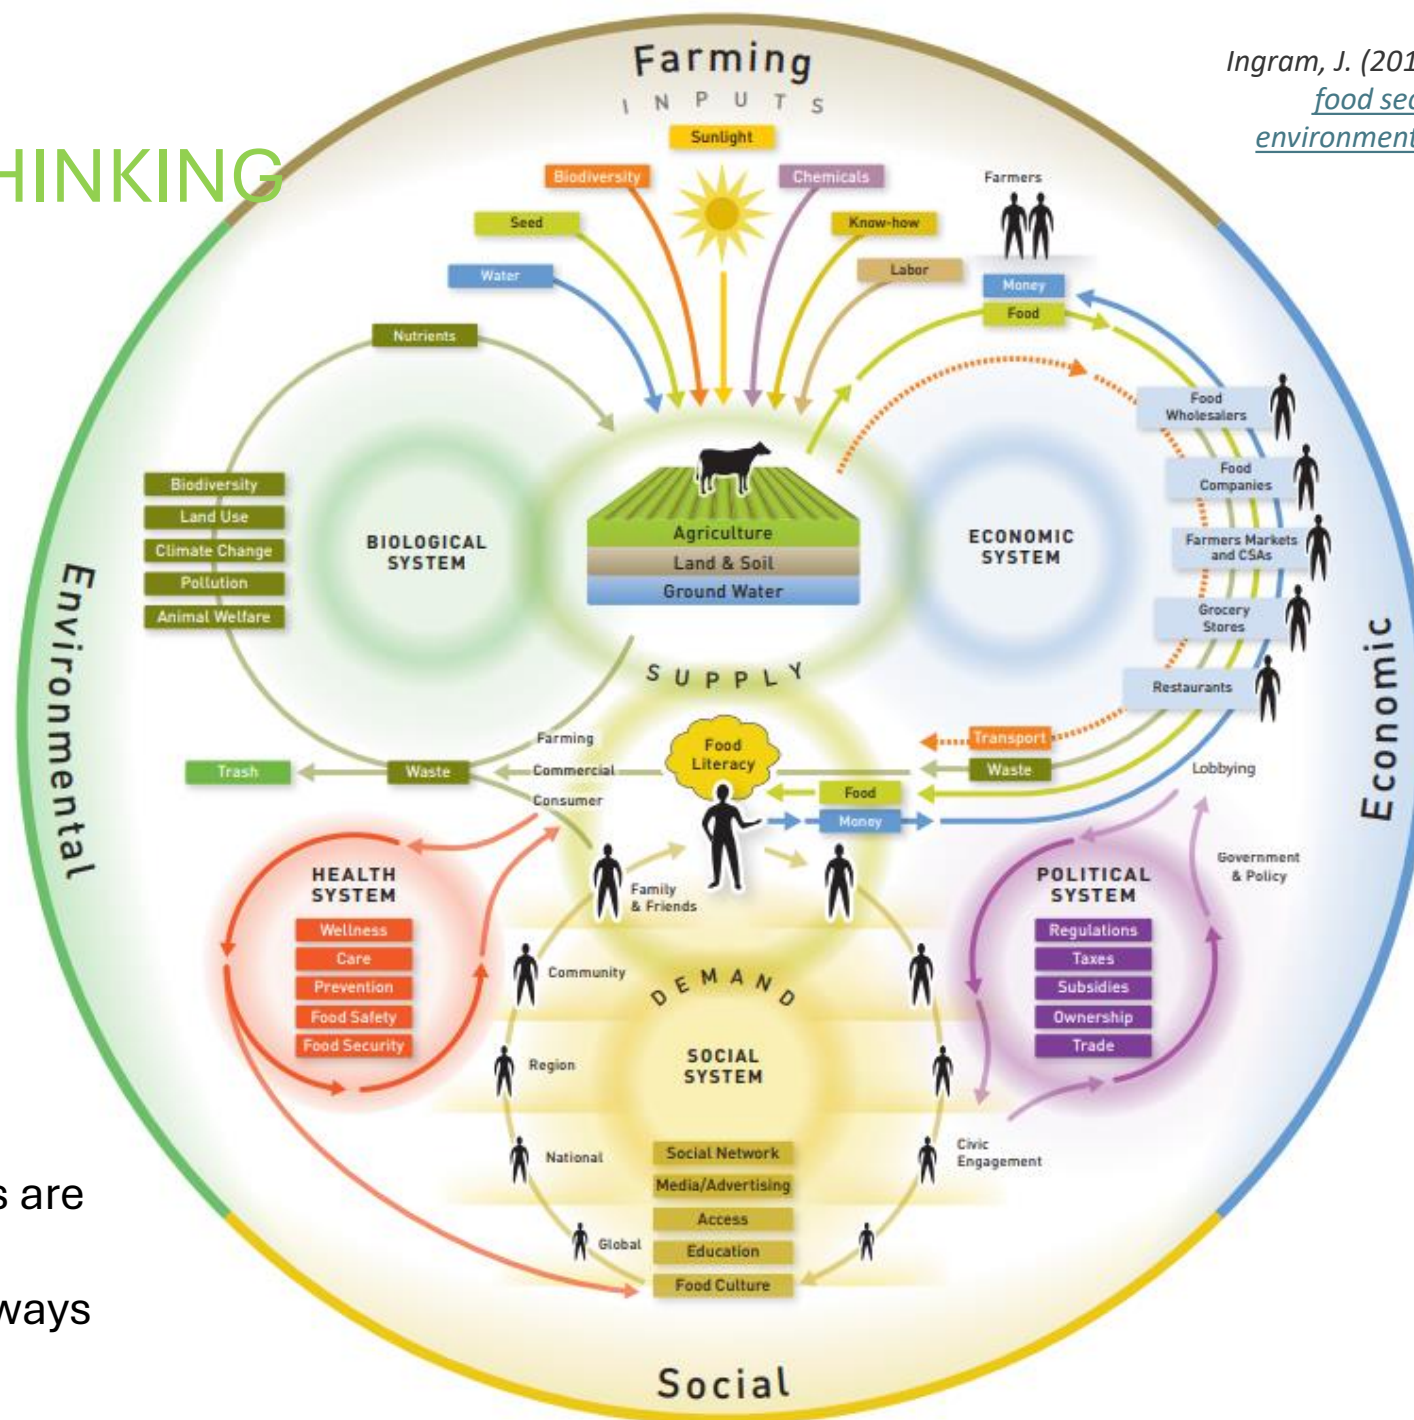 Farming
INPUTS
Ingram, J. (201
food sec
environment
HINKING
Sunlight
Biodiversity
Chemicals
Farmers
Seed
Know-how
Water
Labor
Money
Food
Nutrients
Food
Wholesalers
Food
Companies
Farmers Markets
and CSAs
Grocery
Stores
Restaurants
Biodiversity
Land Use
Climate Change
Pollution
Animal Welfare
BIOLOGICAL
SYSTEM
Agriculture
Land & Soil
Ground Water
ECONOMIC
SYSTEM
Environmental
Economic
SUPPLY
Farming
Commercial
Consumer
Trash
Waste
Food
Literacy
Transport
Waste
Food
Money
Lobbying
Government
& Policy
HEALTH
SYSTEM
Wellness
Care
Prevention
Food Safety
Food Security
Family
& Friends
Community
Region
National
Global
DEMAND
SOCIAL
SYSTEM
Social Network
Media/Advertising
Access
Education
Food Culture
POLITICAL
SYSTEM
Regulations
Taxes
Subsidies
Ownership
Trade
Civic
Engagement
s are
ways
Social